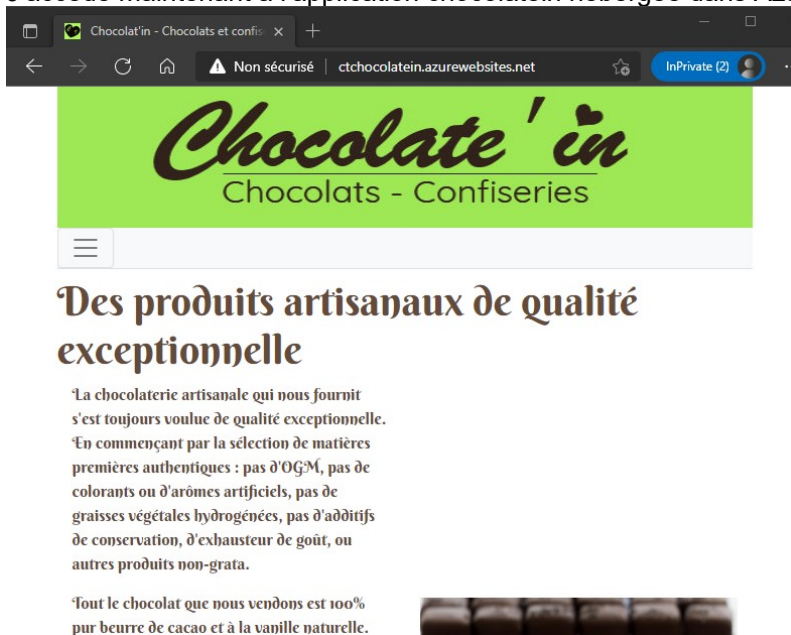 Chocolat'in - Chocolats et confis
Non sécurisé ctchocolatein.azurewebsites.net InPrivate (2)
Chocolate'in
Chocolats - Confiseries
Des produits artisanaux de qualité
exceptionnelle
La chocolaterie artisanale qui nous fournit
s'est toujours voulue de qualité exceptionnelle.
En commençant par la sélection de matières
premières authentiques : pas d'OGM, pas de
colorants ou d'arômes artificiels, pas de
graisses végétales hydrogénées, pas d'additifs
de conservation, d'exhausteur de goût, ou
autres produits non-grata.
Tout le chocolat que nous vendons est 100%
pur beurre de cacao et à la vanille naturelle.